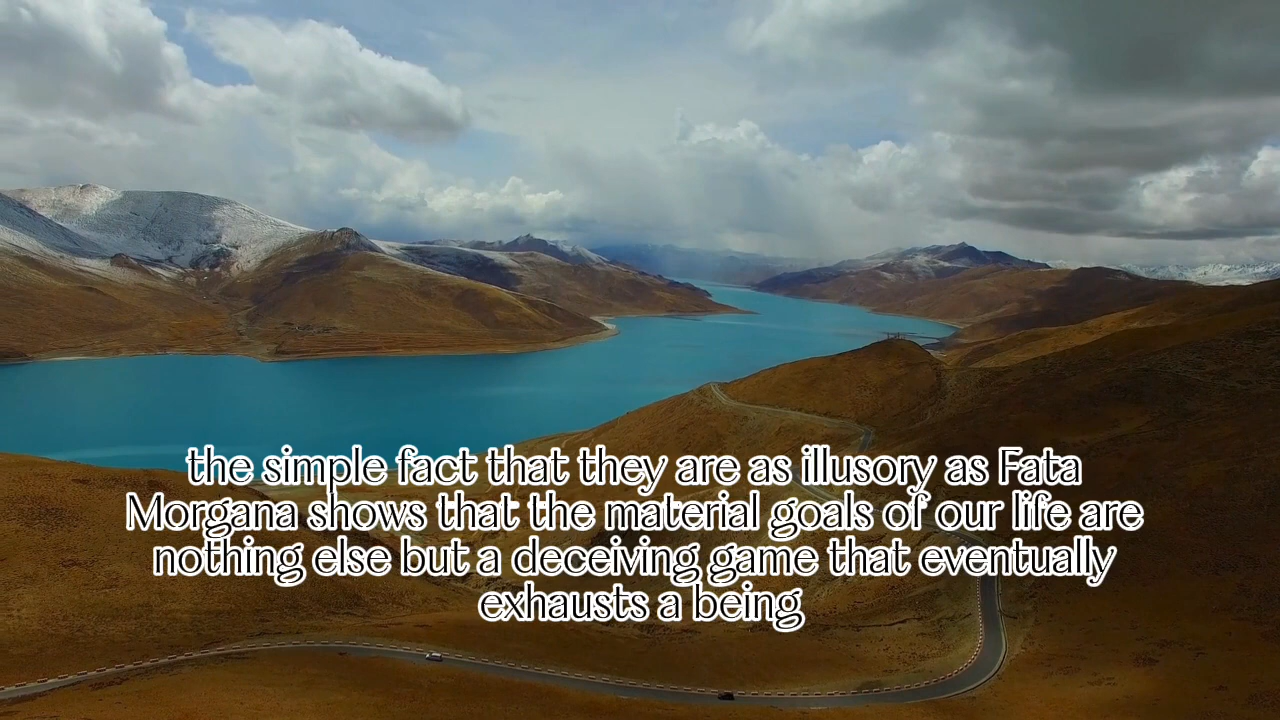 the simple fact that they are as illusory as Fata
Morgana shows that the material goals of our life are
nothing else but a deceiving game that eventually
exhausts a being